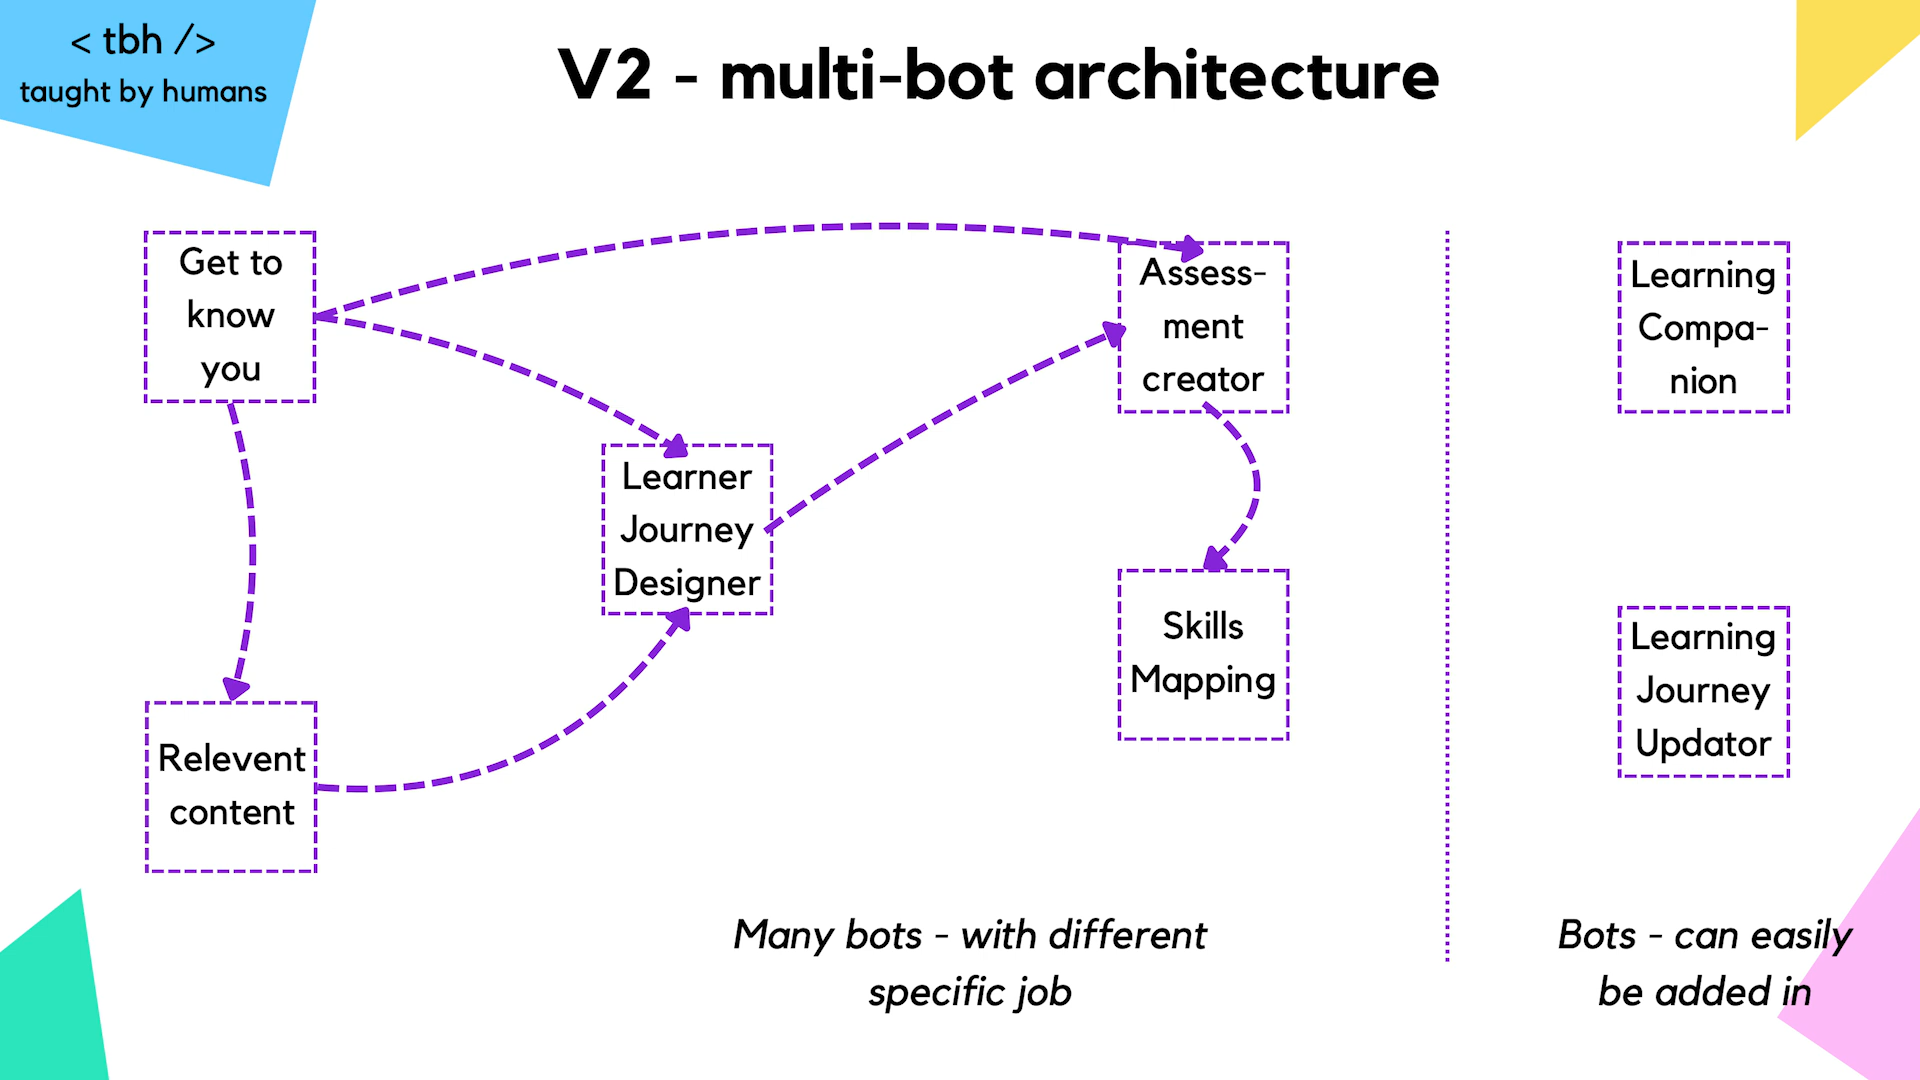 < tbh />
taught by humans
V2 - multi-bot architecture
Get to
know
you
Assess-
ment
creator
Learning
Compa-
nion
Learner
Journey
Designer
Skills
Mapping
Learning
Journey
Updator
Relevent
content
Many bots - with different
specific job
Bots - can easily
be added in